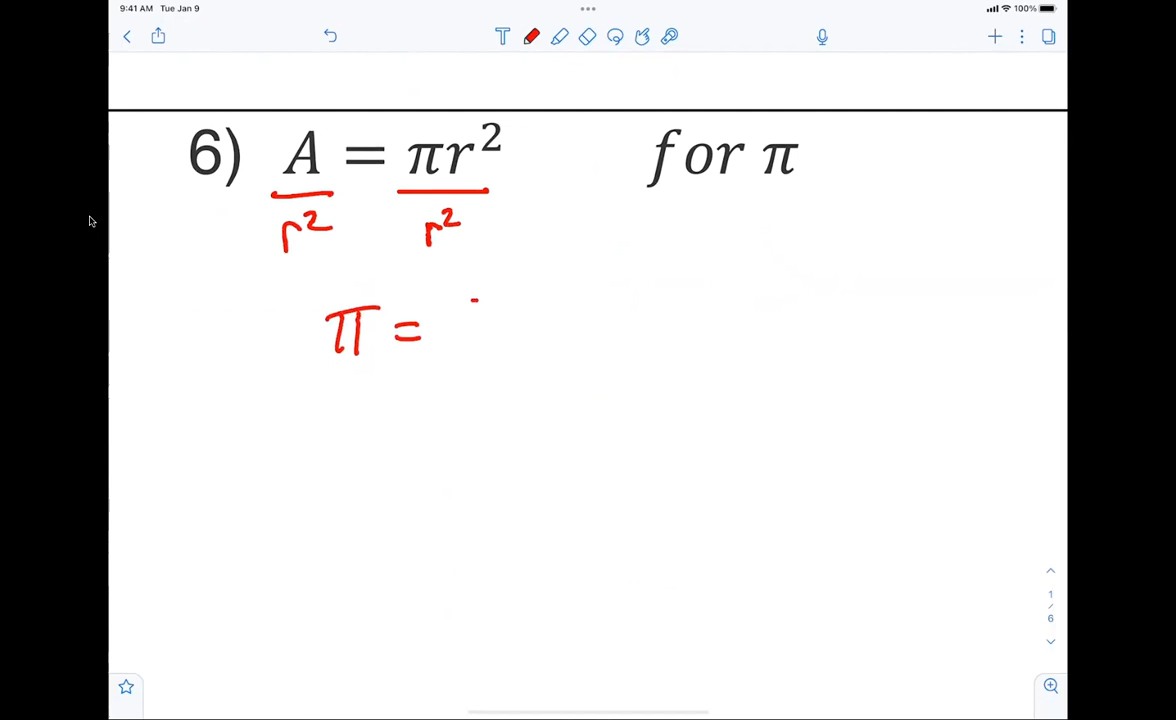 9:41 AM Tue Jan 9 100%
6) A = πr² for π
r² r²
π =
1
/
6